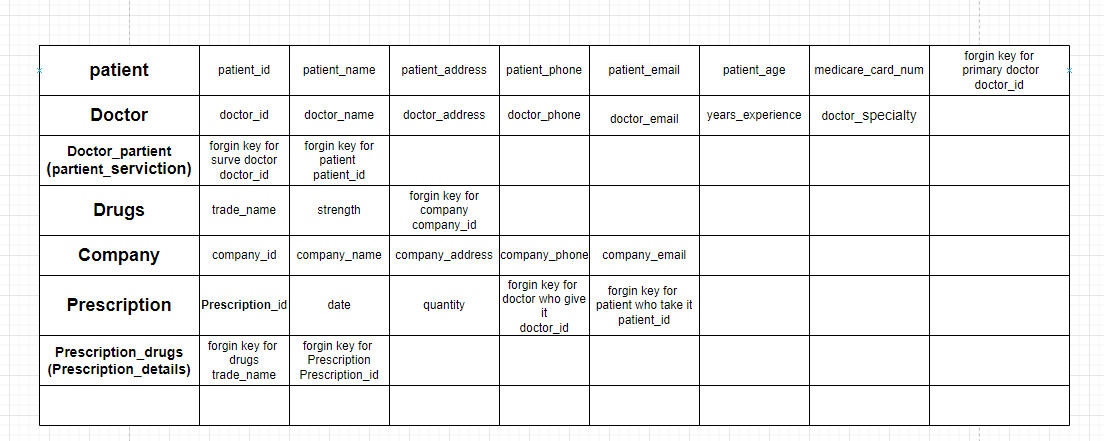 patient
patient_id
patient_name
patient_address
patient_phone
patient_email
patient_age
medicare_card_num
forgin key for
primary doctor
doctor_id
Doctor
doctor_id
doctor_name
doctor_address
doctor_phone
doctor_email
years_experience
doctor_specialty
Doctor_partient
(partient_serviction)
forgin key for
surve doctor
doctor_id
forgin key for
patient
patient_id
Drugs
trade_name
strength
forgin key for
company
company_id
Company
company_id
company_name
company_address
company_phone
company_email
Prescription
Prescription_id
date
quantity
forgin key for
doctor who give
it
doctor_id
forgin key for
patient who take it
patient_id
Prescription_drugs
(Prescription_details)
forgin key for
drugs
trade_name
forgin key for
Prescription
Prescription_id